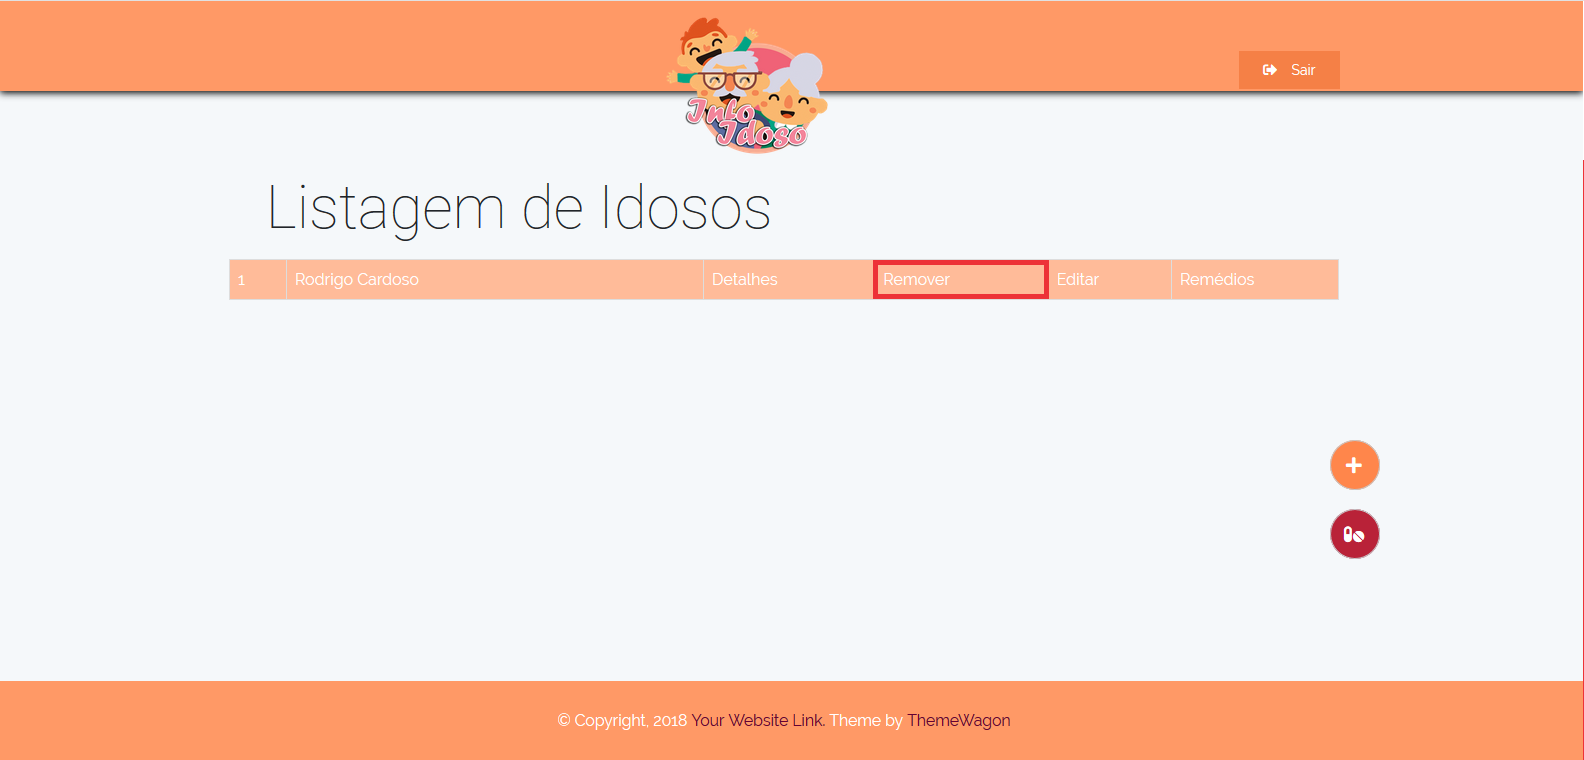 Info
Idoso
Sair
Listagem de Idosos
1 Rodrigo Cardoso Detalhes Remover Editar Remédios
© Copyright, 2018 Your Website Link. Theme by ThemeWagon